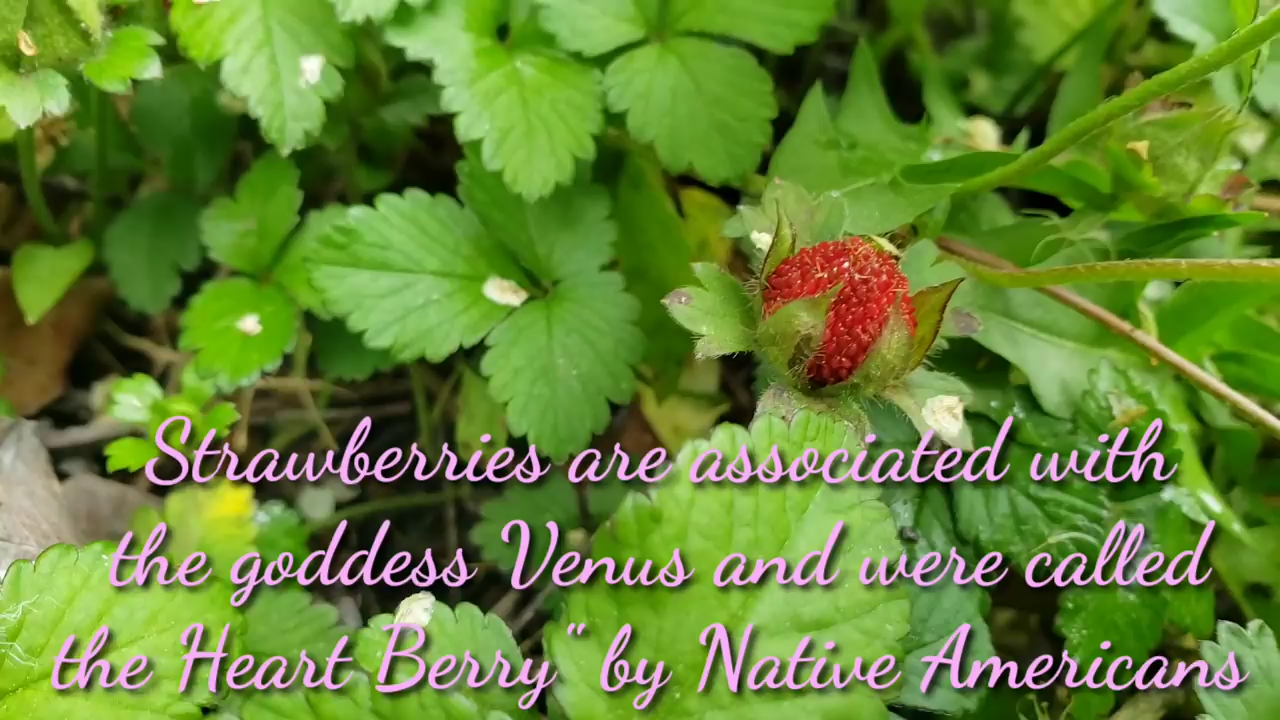 Strawberries are associated with
the goddess Venus and were called
the Heart Berry“ by Native Americans